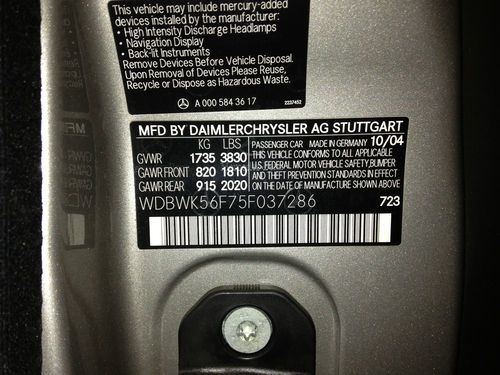 This vehicle may include mercury-added
devices installed by the manufacturer:
• High Intensity Discharge Headlamps
• Navigation Display
• Back-lit Instruments
Remove Devices Before Vehicle Disposal.
Upon Removal of Devices Please Reuse,
Recycle or Dispose as Hazardous Waste.
A 000 584 36 17 2237452
MFD BY DAIMLERCHRYSLER AG STUTTGART
KG LBS PASSENGER CAR MADE IN GERMANY 10/04
GVWR 1735 3830 THIS VEHICLE CONFORMS TO ALL APPLICABLE
GAWR FRONT 820 1810 U.S. FEDERAL MOTOR VEHICLE SAFETY, BUMPER
GAWR REAR 915 2020 AND THEFT PREVENTION STANDARDS IN EFFECT
ON THE DATE OF MANUFACTURE SHOWN ABOVE.
WDBWK56F75F037286 723